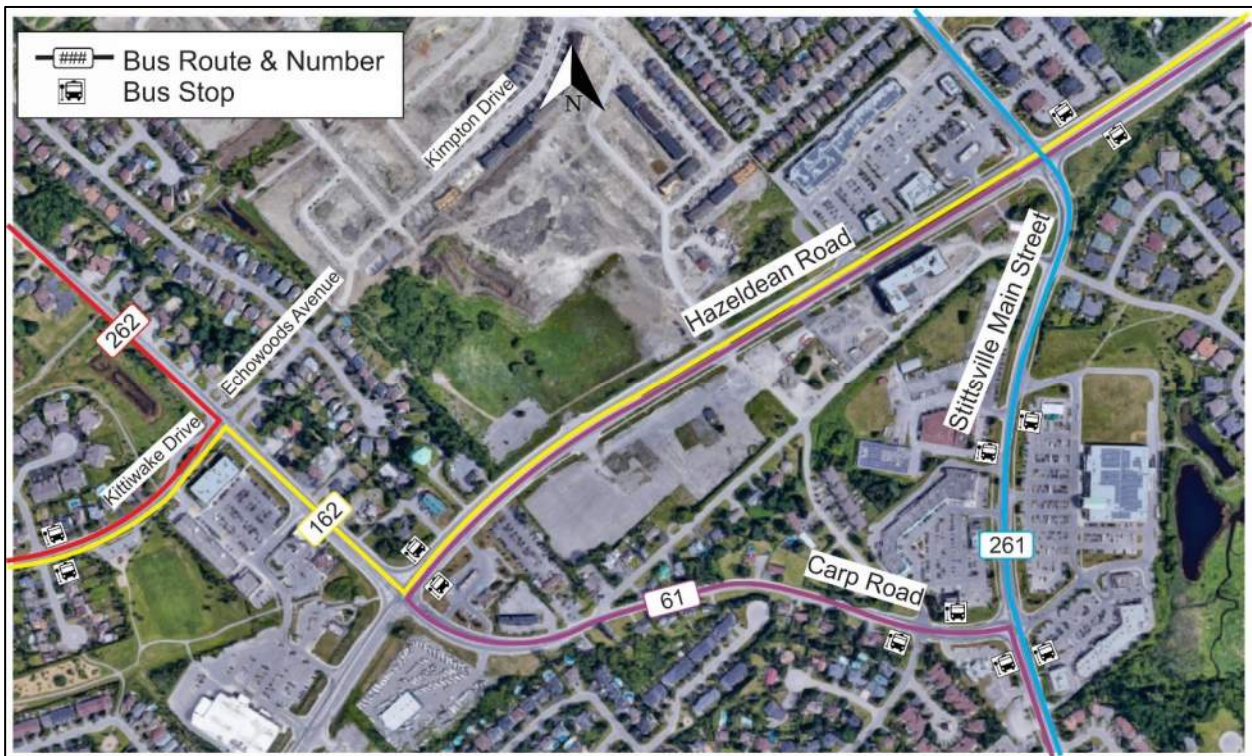 ### Bus Route & Number
Bus Stop
N
Kimpton Drive
Hazeldean Road
Stittsville Main Street
Echowoods Avenue
262
Kittiwake Drive
162
261
Carp Road
61